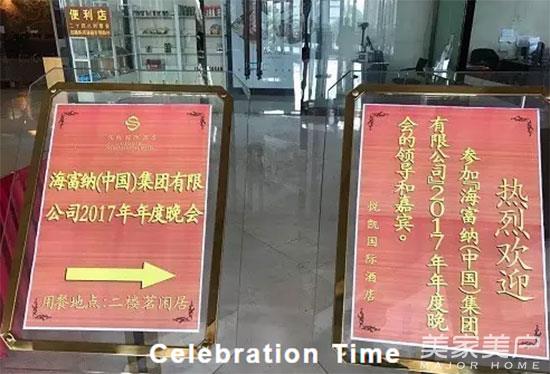 便利店
海富纳(中国)集团有限
公司2017年年度晚会
用餐地点:二楼茗闲居
热烈欢迎
参加『海富纳(中国)集团
有限公司』2017年年度晚
会的领导和嘉宾。
悦凯国际酒店
Celebration Time
美家美户
MAJOR HOME